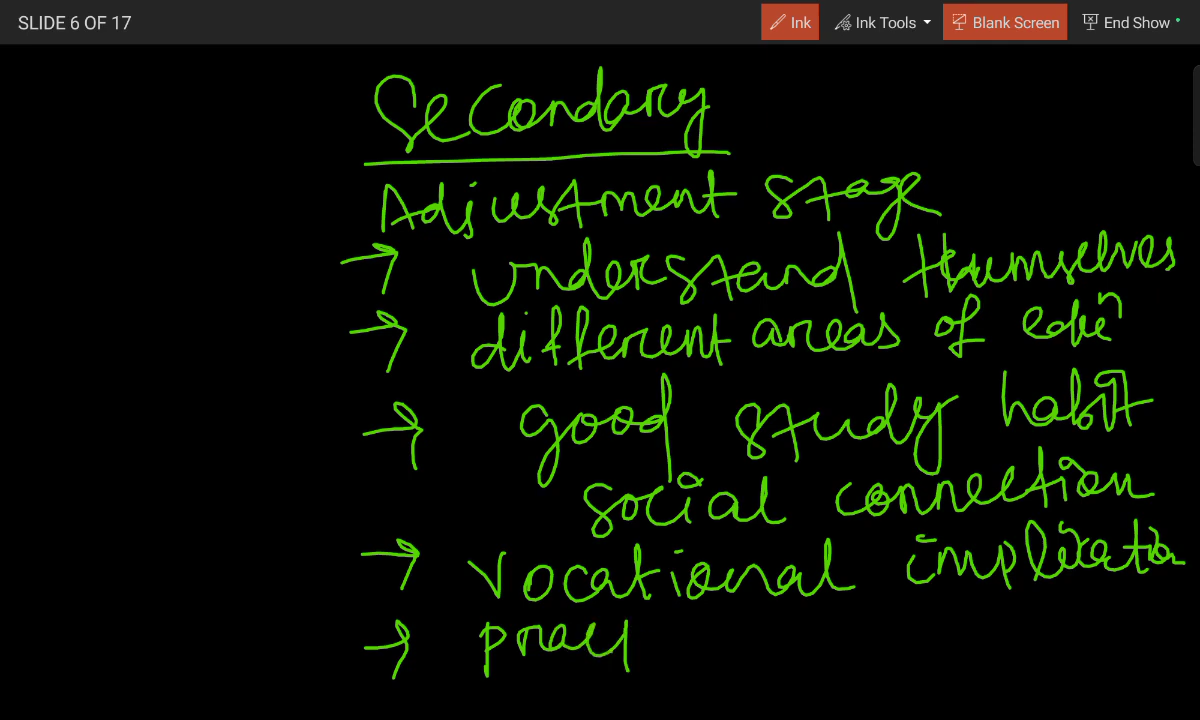 SLIDE 6 OF 17 Ink Ink Tools Blank Screen End Show
Secondary
Adjustment stage
→ understand themselves
→ different areas of edun
→ good study habit
social connection
→ vocational implication
→